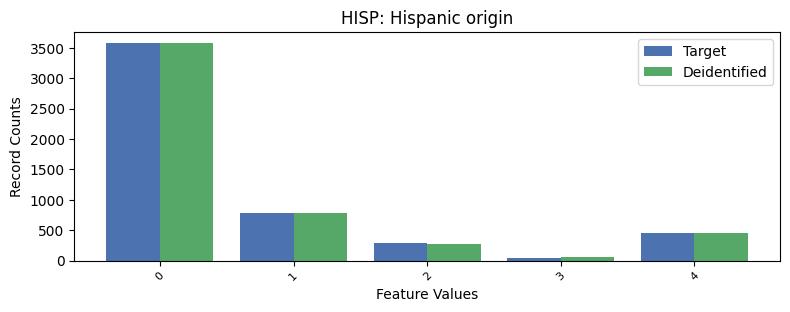 HISP: Hispanic origin
Target
Deidentified
Record Counts
3500
3000
2500
2000
1500
1000
500
0
0 1 2 3 4
Feature Values